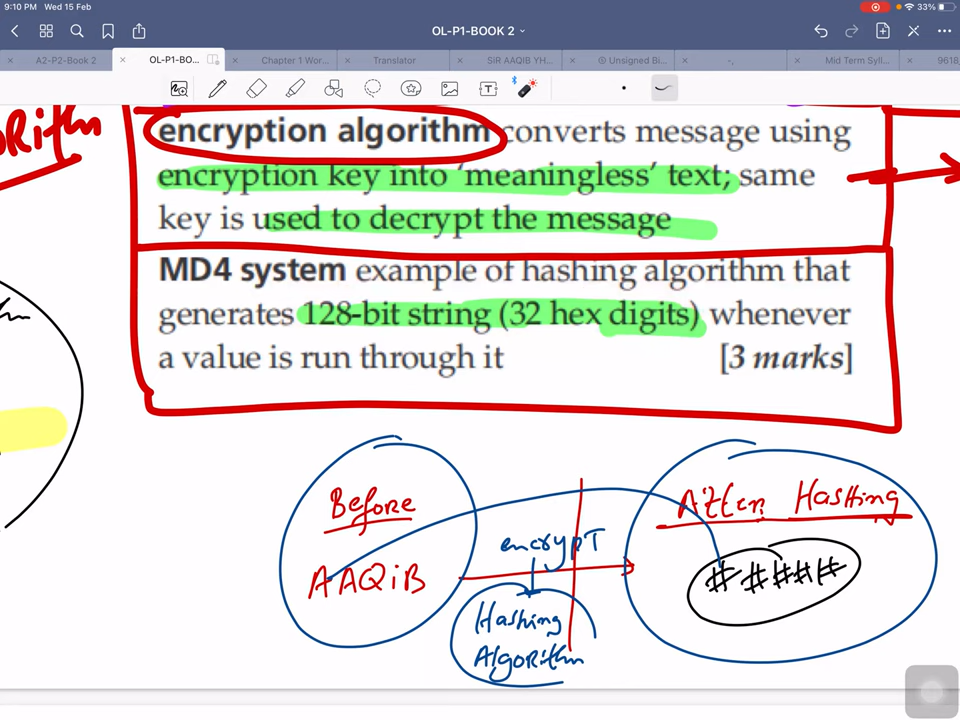 9:10 PM Wed 15 Feb
33%
OL-P1-BOOK 2
A2-P2-Book 2
OL-P1-BO...
Chapter 1 Wor...
Translator
SiR AAQIB YH...
Unsigned Bi...
Mid Term Syll...
9618
encryption algorithm converts message using
encryption key into ‘meaningless’ text; same
key is used to decrypt the message
MD4 system example of hashing algorithm that
generates 128-bit string (32 hex digits) whenever
a value is run through it [3 marks]
Before
After Hashing
encrypT
AAQiB
#####
Hashing
Algorithm